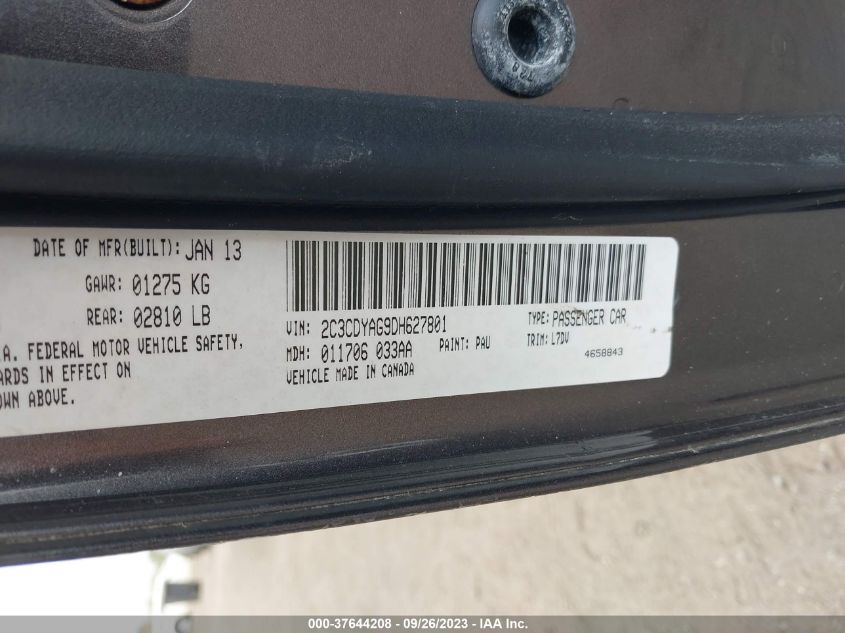 DATE OF MFR(BUILT): JAN 13
GAWR: 01275 KG
REAR: 02810 LB
.A. FEDERAL MOTOR VEHICLE SAFETY,
ARDS IN EFFECT ON
OWN ABOVE.
VIN: 2C3CDYAG9DH627801
TYPE: PASSENGER CAR
MDH: 011706 033AA
PAINT: PAU
TRIM: L7DV
VEHICLE MADE IN CANADA
4658843
000-37644208 - 09/26/2023 - IAA Inc.